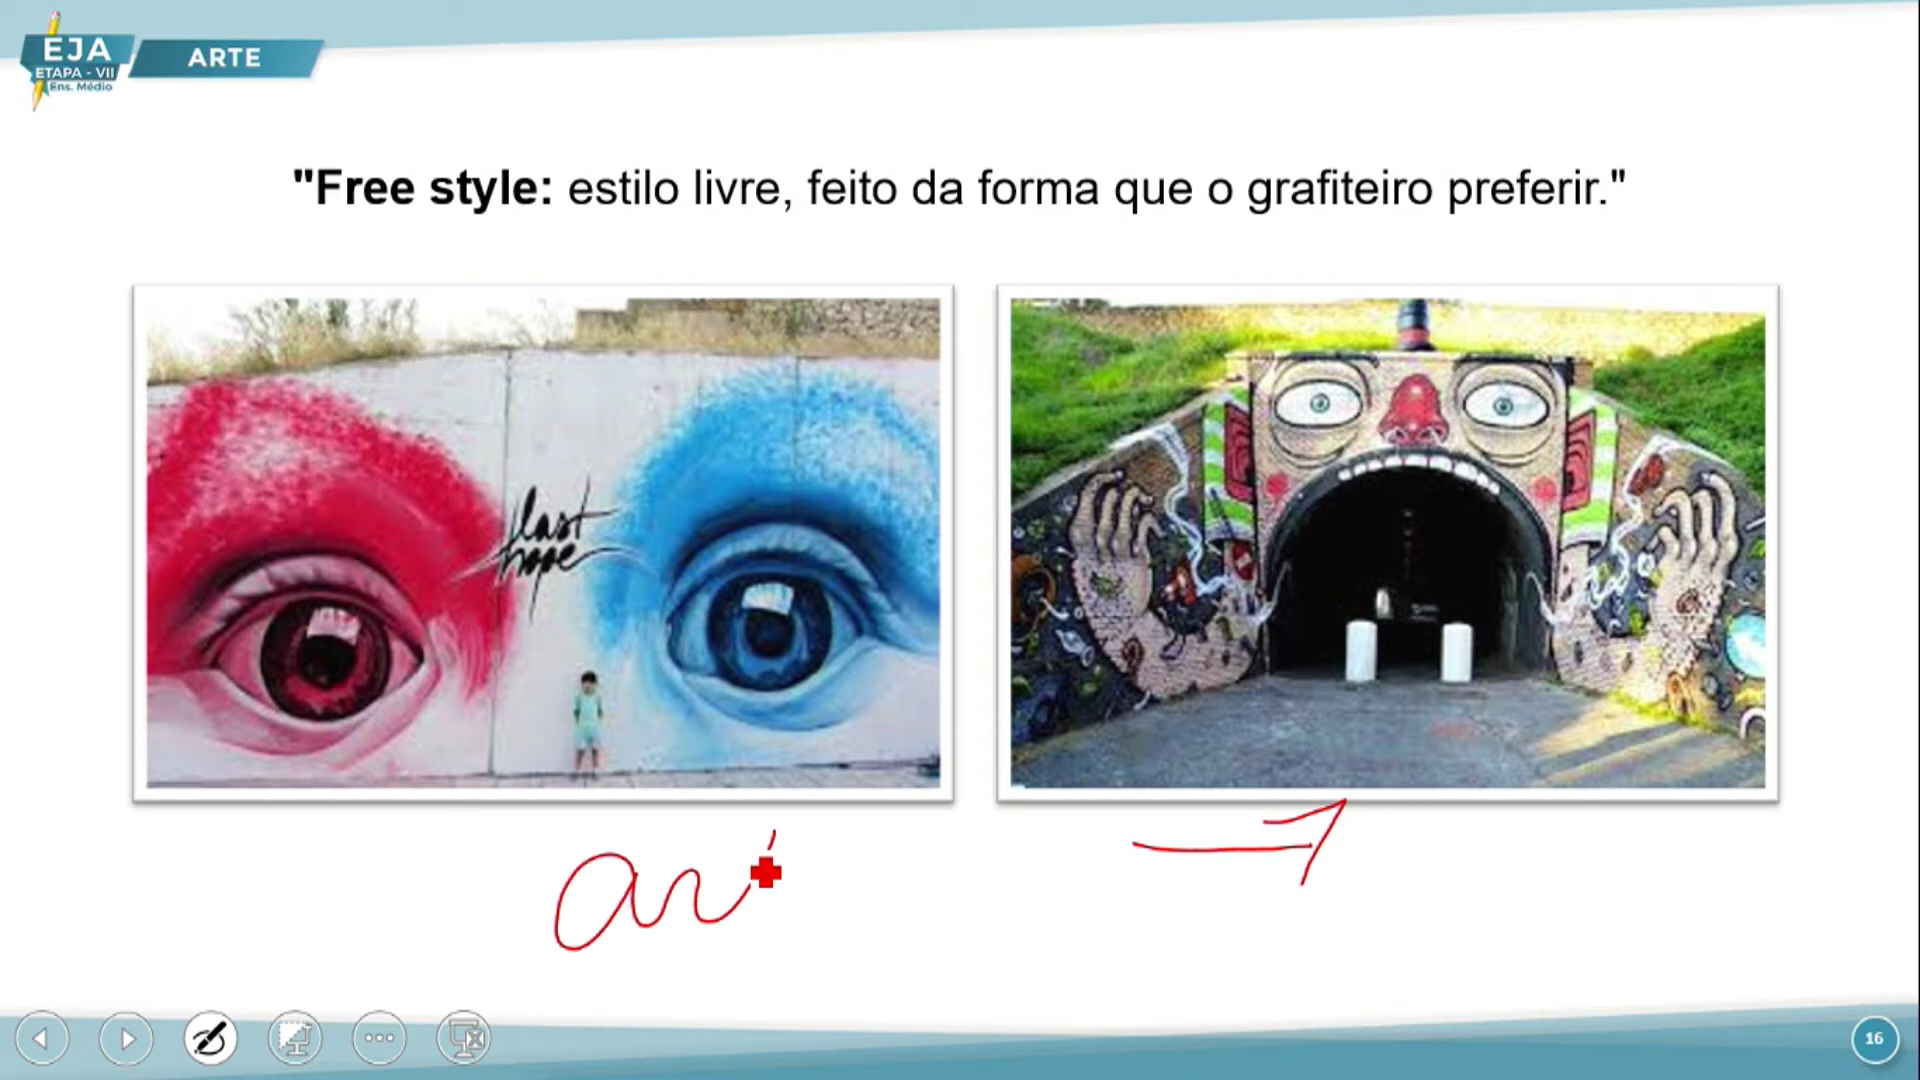 EJA
ETAPA - VII
Ens. Médio
ARTE
"Free style: estilo livre, feito da forma que o grafiteiro preferir."
last
hope
16